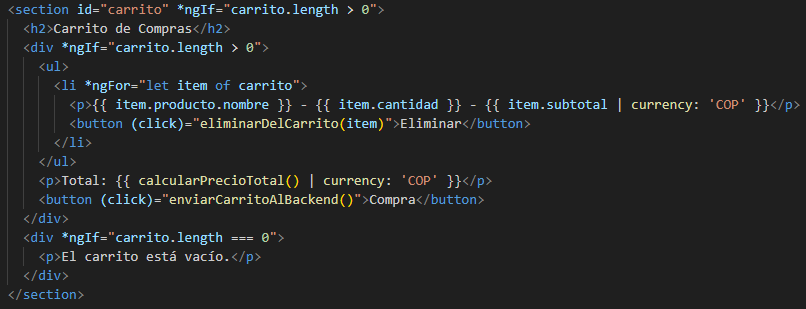 <section id="carrito" *ngIf="carrito.length > 0">
  <h2>Carrito de Compras</h2>
  <div *ngIf="carrito.length > 0">
    <ul>
      <li *ngFor="let item of carrito">
        <p>{{ item.producto.nombre }} - {{ item.cantidad }} - {{ item.subtotal | currency: 'COP' }}</p>
        <button (click)="eliminarDelCarrito(item)">Eliminar</button>
      </li>
    </ul>
    <p>Total: {{ calcularPrecioTotal() | currency: 'COP' }}</p>
    <button (click)="enviarCarritoAlBackend()">Compra</button>
  </div>
  <div *ngIf="carrito.length === 0">
    <p>El carrito está vacío.</p>
  </div>
</section>